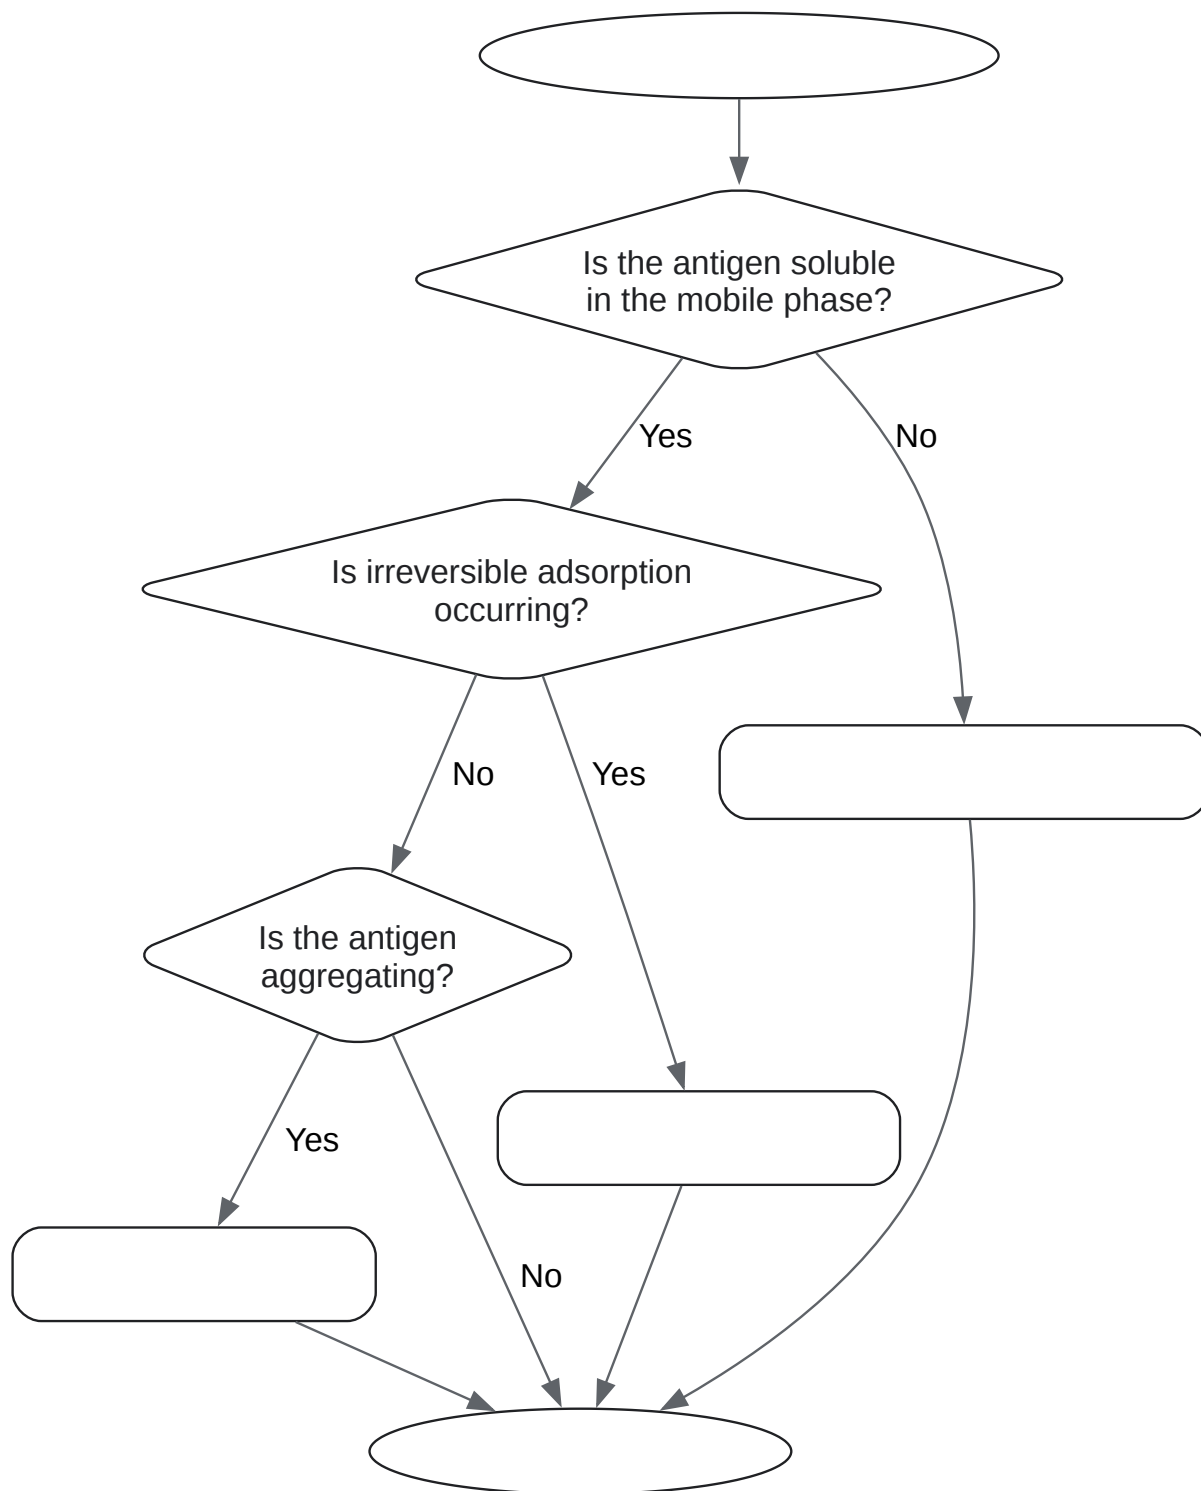 Is the antigen soluble
in the mobile phase?
Yes
No
Is irreversible adsorption
occurring?
No
Yes
Is the antigen
aggregating?
Yes
No